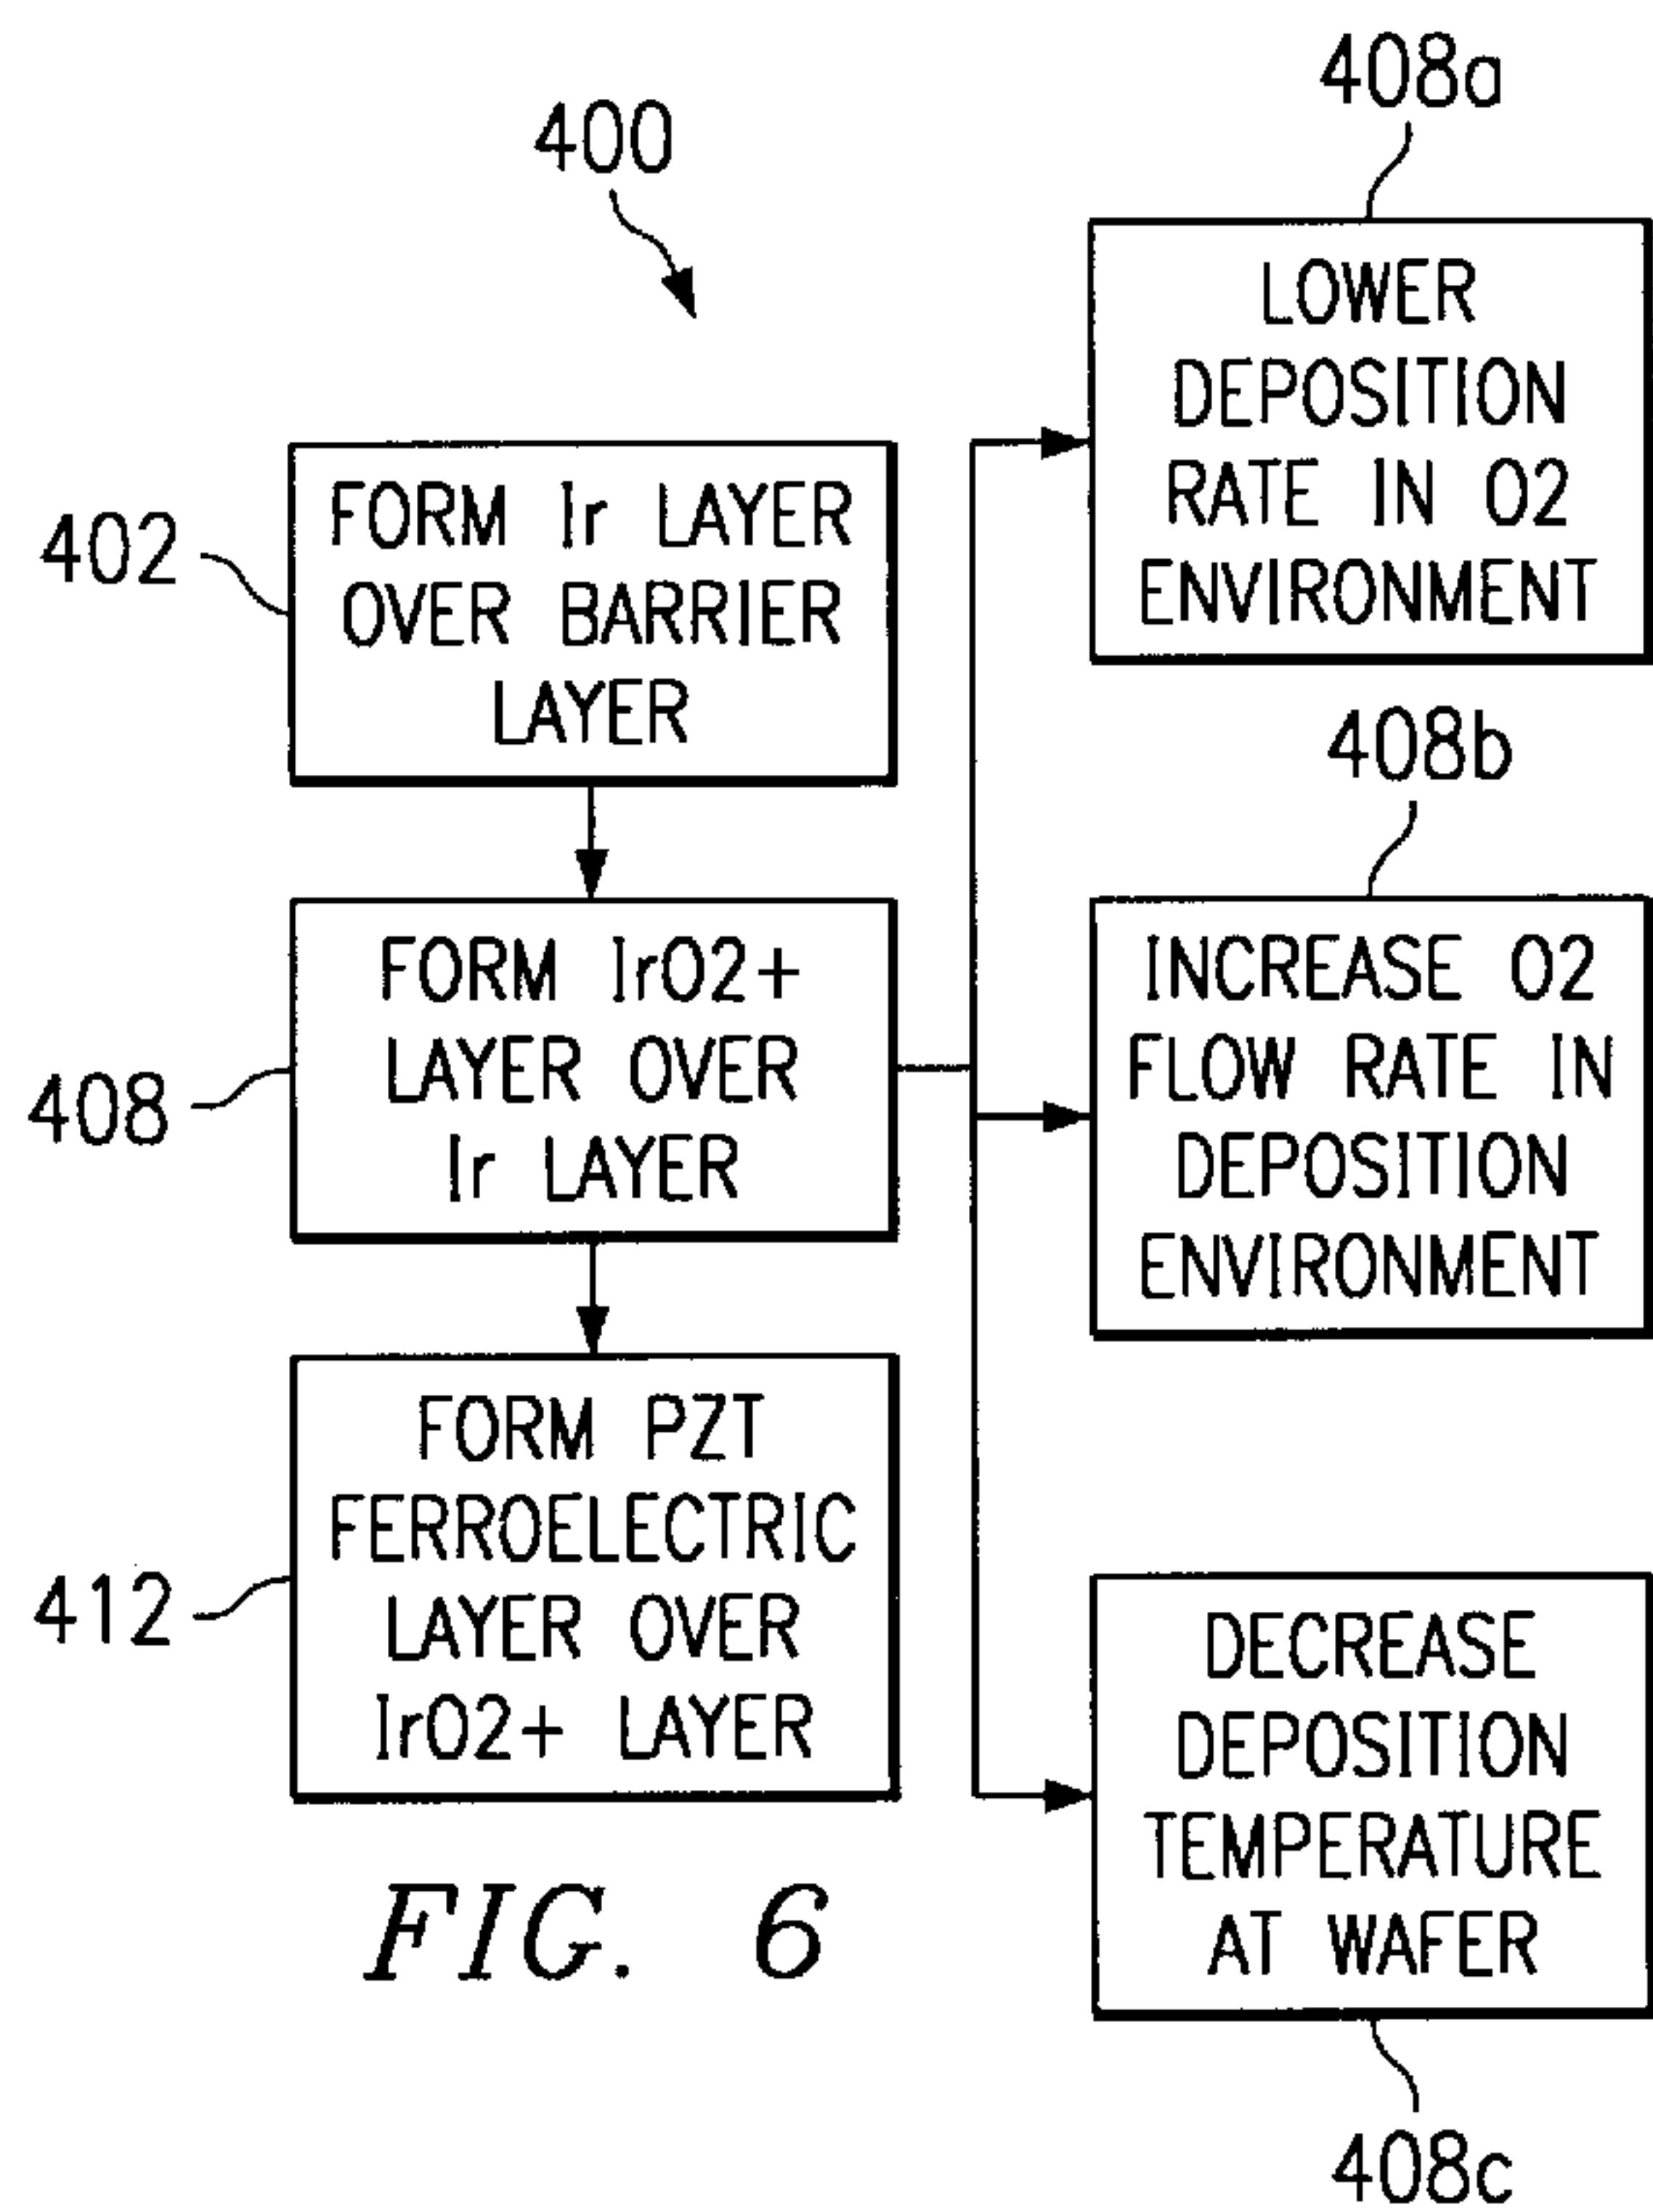 400
402
FORM Ir LAYER
OVER BARRIER
LAYER
408
FORM IrO2+
LAYER OVER
Ir LAYER
412
FORM PZT
FERROELECTRIC
LAYER OVER
IrO2+ LAYER
408a
LOWER
DEPOSITION
RATE IN O2
ENVIRONMENT
408b
INCREASE O2
FLOW RATE IN
DEPOSITION
ENVIRONMENT
DECREASE
DEPOSITION
TEMPERATURE
AT WAFER
408c
FIG. 6